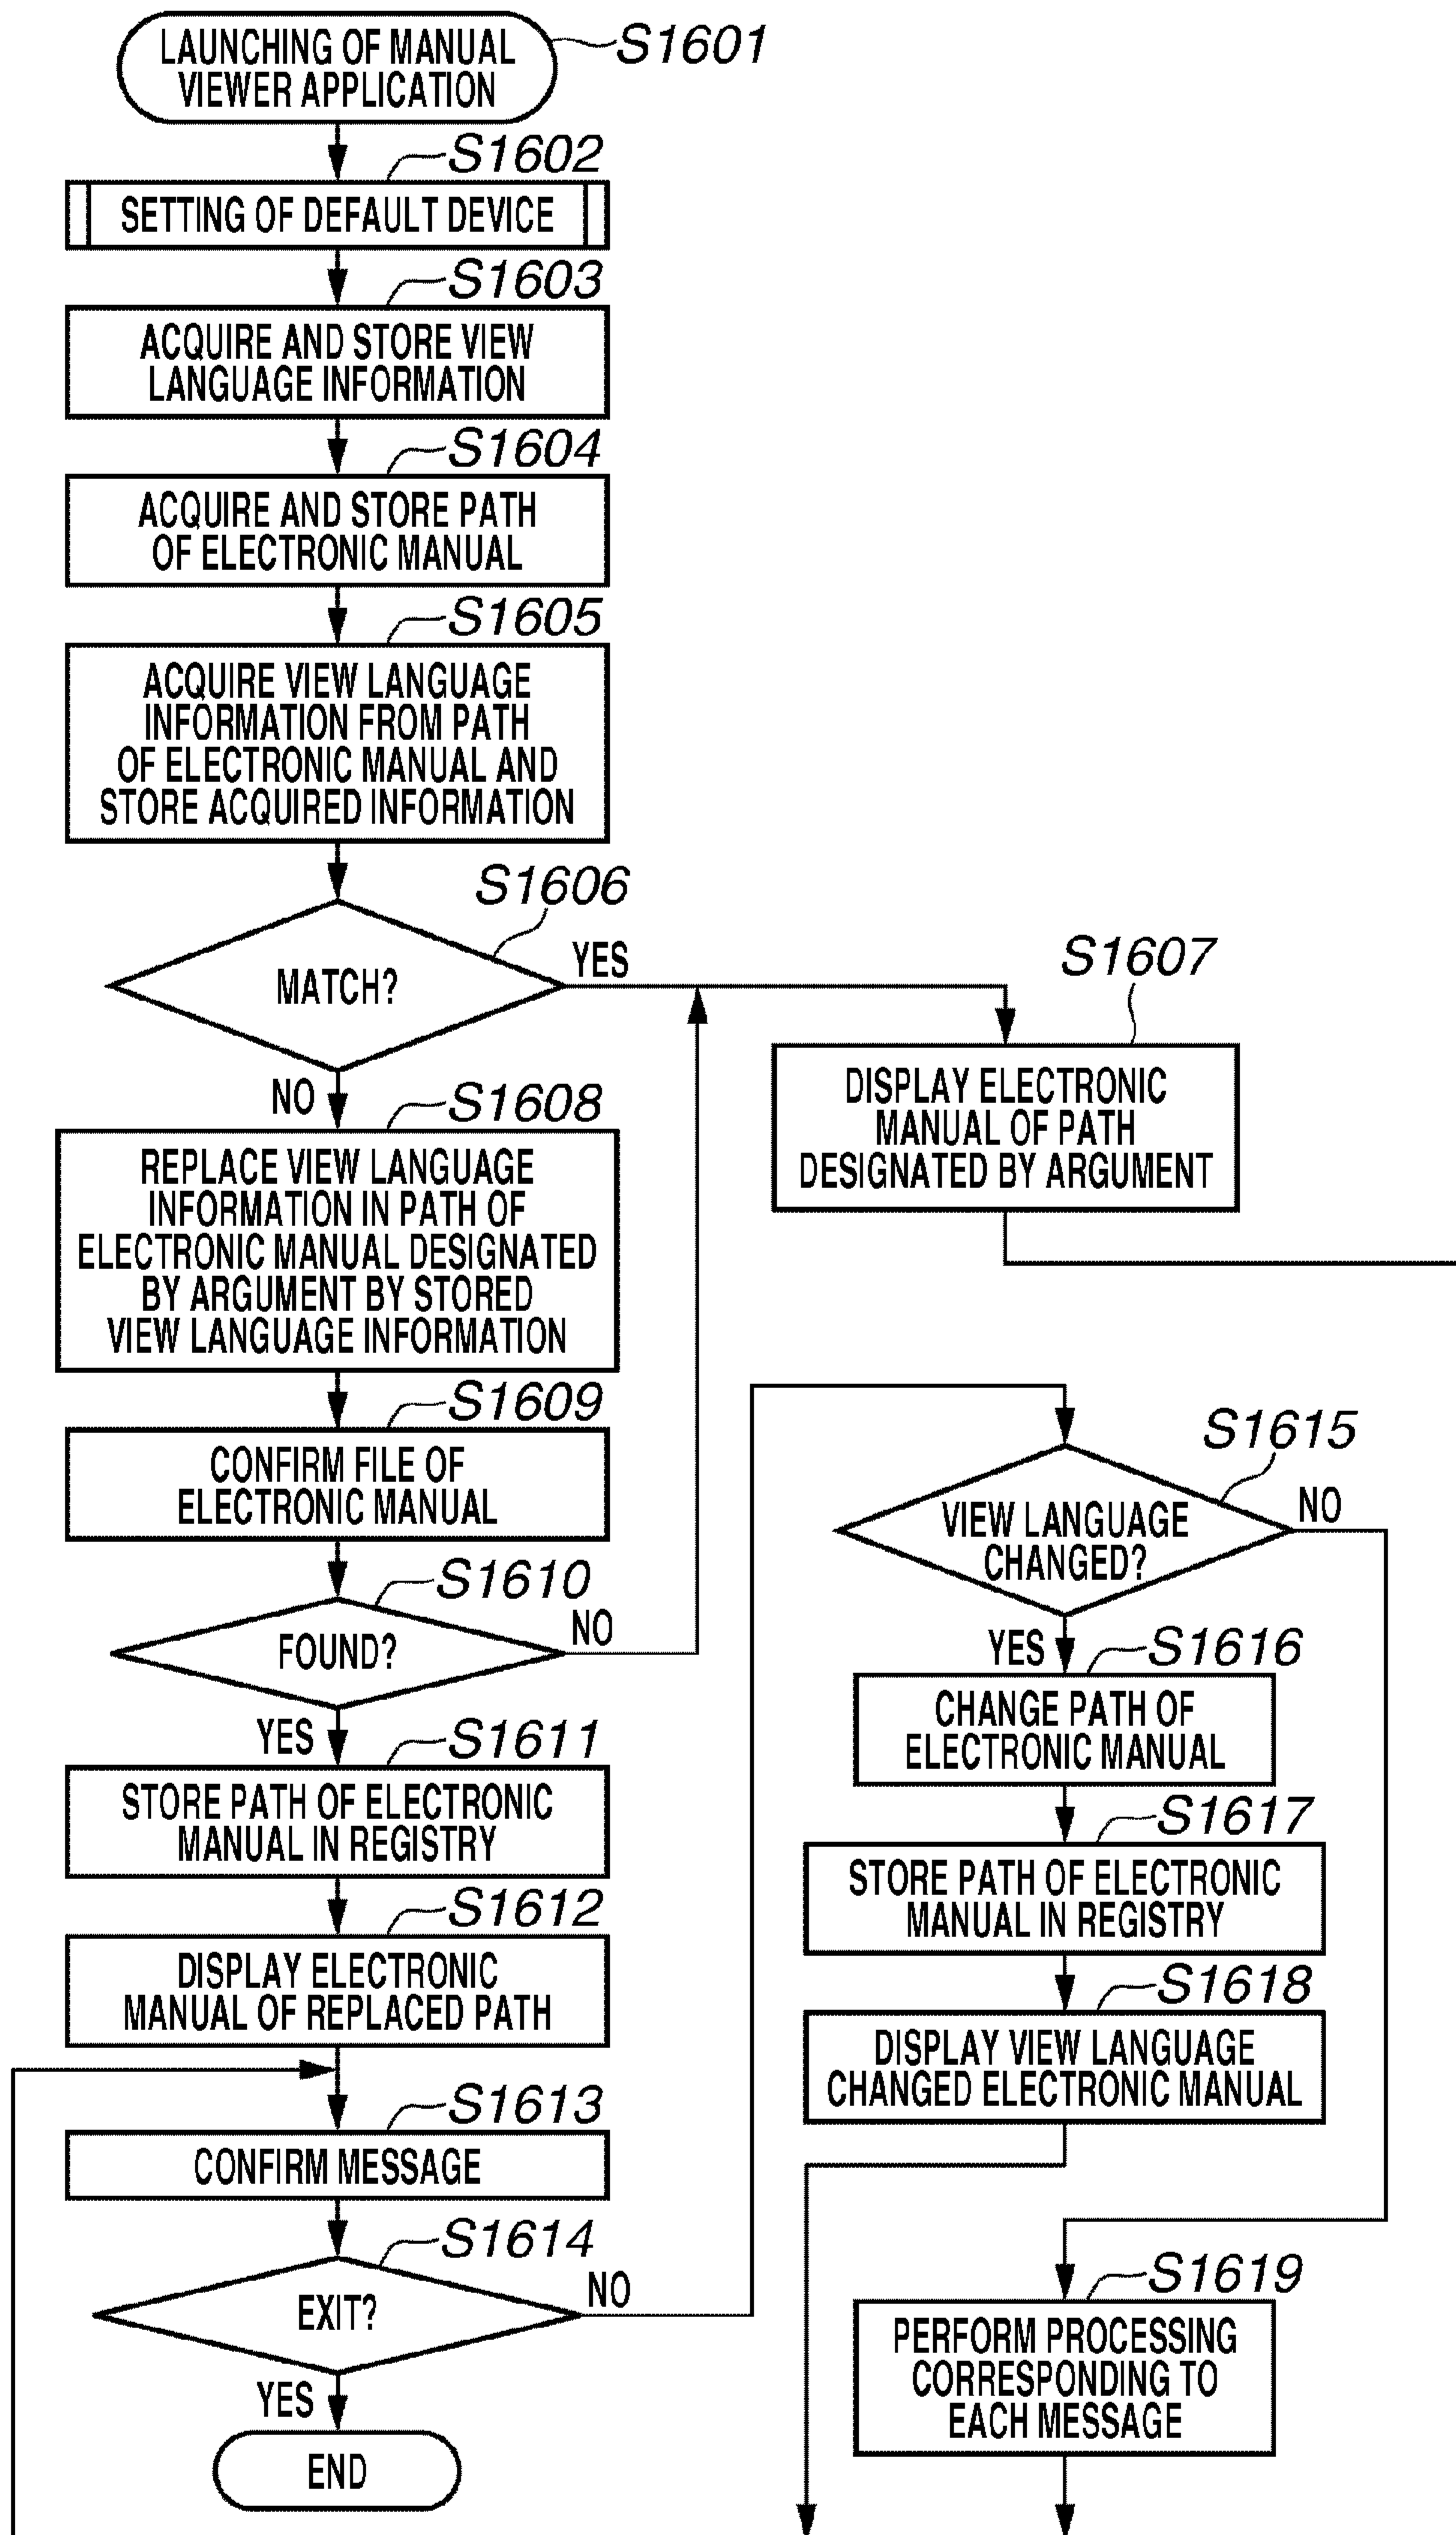 LAUNCHING OF MANUAL
VIEWER APPLICATION
S1601
S1602
SETTING OF DEFAULT DEVICE
S1603
ACQUIRE AND STORE VIEW
LANGUAGE INFORMATION
S1604
ACQUIRE AND STORE PATH
OF ELECTRONIC MANUAL
S1605
ACQUIRE VIEW LANGUAGE
INFORMATION FROM PATH
OF ELECTRONIC MANUAL AND
STORE ACQUIRED INFORMATION
S1606
MATCH?
YES
NO
S1607
DISPLAY ELECTRONIC
MANUAL OF PATH
DESIGNATED BY ARGUMENT
S1608
REPLACE VIEW LANGUAGE
INFORMATION IN PATH OF
ELECTRONIC MANUAL DESIGNATED
BY ARGUMENT BY STORED
VIEW LANGUAGE INFORMATION
S1609
CONFIRM FILE OF
ELECTRONIC MANUAL
S1610
FOUND?
NO
YES
S1611
STORE PATH OF ELECTRONIC
MANUAL IN REGISTRY
S1612
DISPLAY ELECTRONIC
MANUAL OF REPLACED PATH
S1613
CONFIRM MESSAGE
S1614
EXIT?
NO
YES
END
S1615
VIEW LANGUAGE
CHANGED?
NO
YES
S1616
CHANGE PATH OF
ELECTRONIC MANUAL
S1617
STORE PATH OF ELECTRONIC
MANUAL IN REGISTRY
S1618
DISPLAY VIEW LANGUAGE
CHANGED ELECTRONIC MANUAL
S1619
PERFORM PROCESSING
CORRESPONDING TO
EACH MESSAGE